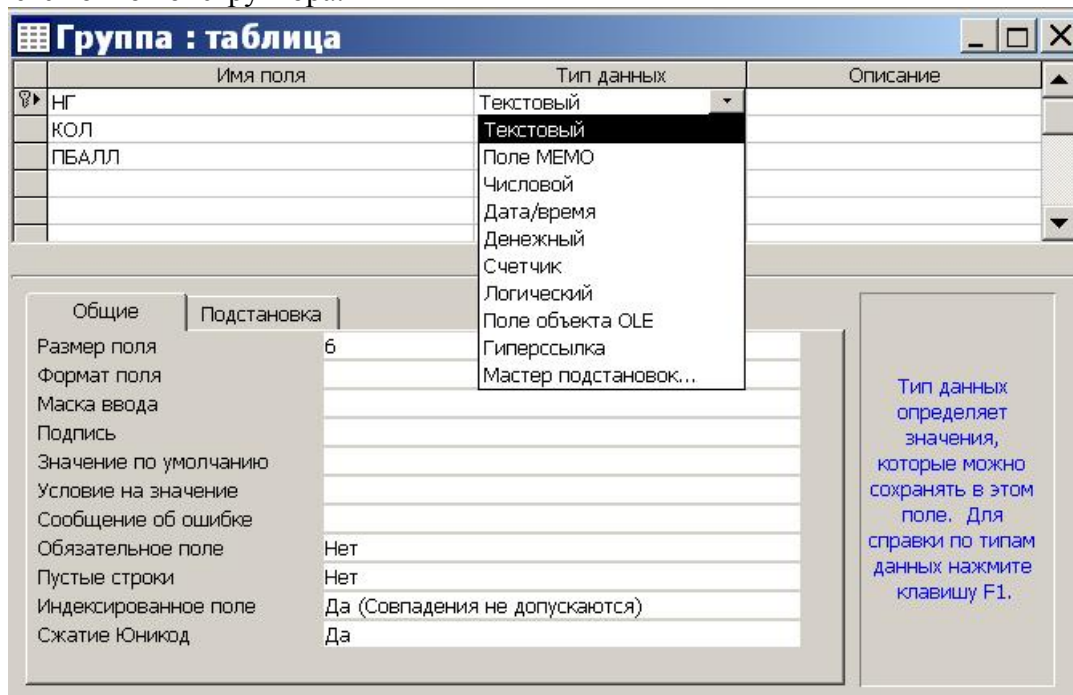 Группа : таблица
Имя поля Тип данных Описание
НГ Текстовый
КОЛ Текстовый
ПБАЛЛ Поле МЕМО
Числовой
Дата/время
Денежный
Счетчик
Логический
Поле объекта OLE
Гиперссылка
Мастер подстановок...
Общие Подстановка
Размер поля 6
Формат поля
Маска ввода
Подпись
Значение по умолчанию
Условие на значение
Сообщение об ошибке
Обязательное поле Нет
Пустые строки Нет
Индексированное поле Да (Совпадения не допускаются)
Сжатие Юникод Да
Тип данных
определяет
значения,
которые можно
сохранять в этом
поле. Для
справки по типам
данных нажмите
клавишу F1.